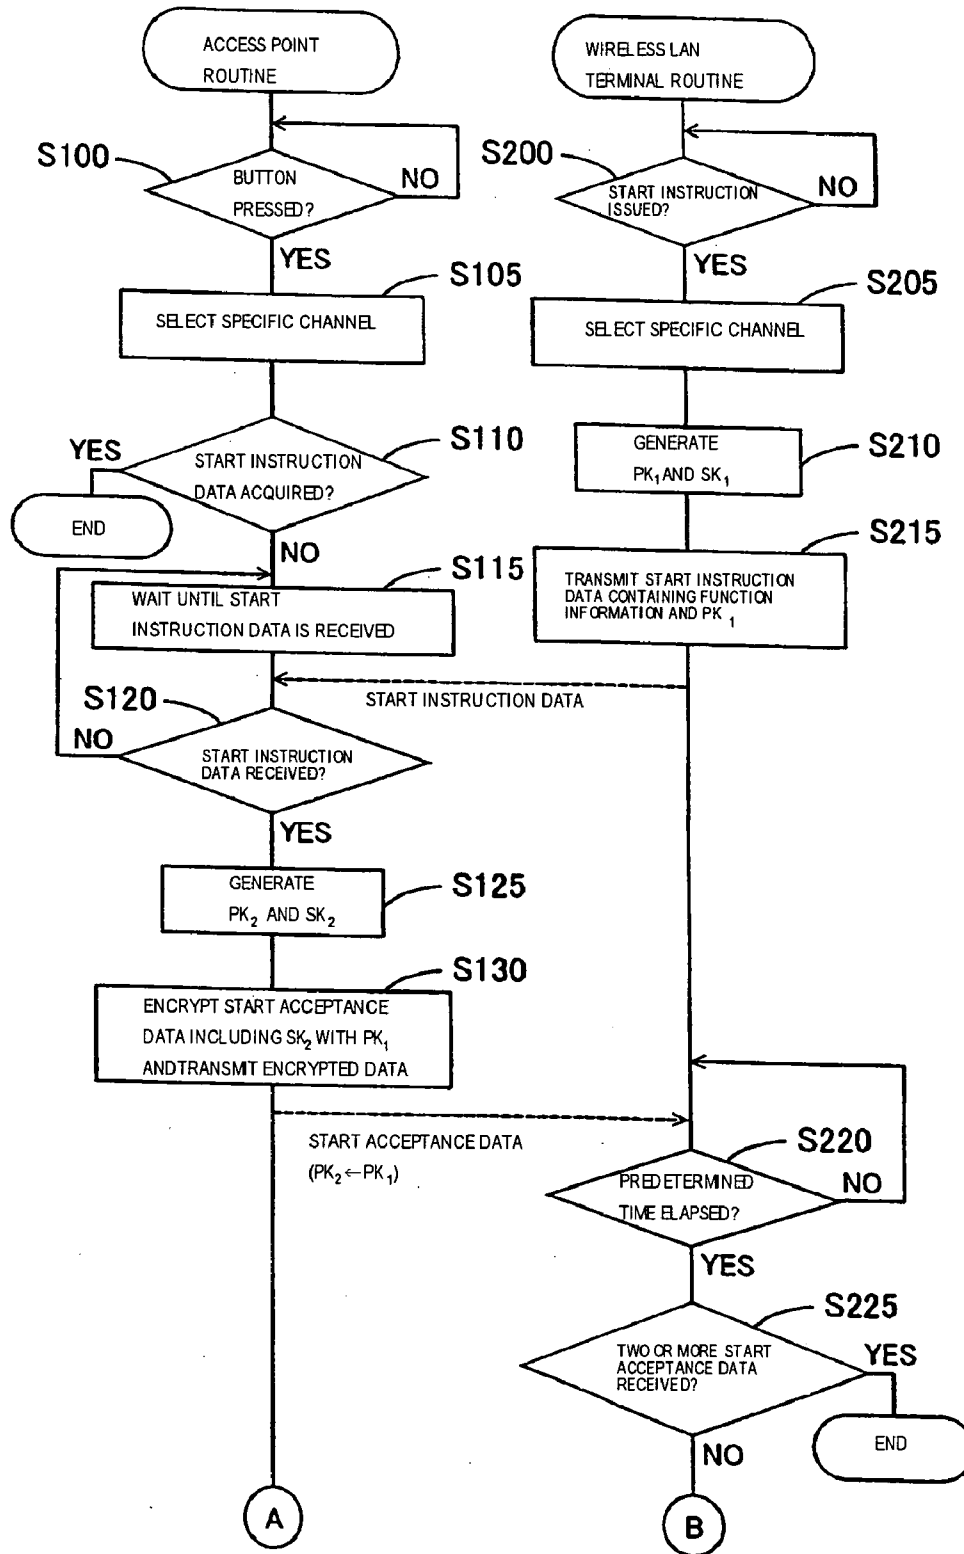 ACCESS POINT
ROUTINE
S100
BUTTON
PRESSED?
NO
YES
S105
SELECT SPECIFIC CHANNEL
S110
YES
START INSTRUCTION
DATA ACQUIRED?
END
NO
S115
WAIT UNTIL START
INSTRUCTION DATA IS RECEIVED
START INSTRUCTION DATA
S120
NO
START INSTRUCTION
DATA RECEIVED?
YES
S125
GENERATE
PK₂ AND SK₂
S130
ENCRYPT START ACCEPTANCE
DATA INCLUDING SK₂ WITH PK₁
ANDTRANSMIT ENCRYPTED DATA
START ACCEPTANCE DATA
(PK₂←PK₁)
A
WIRELESS LAN
TERMINAL ROUTINE
S200
START INSTRUCTION
ISSUED?
NO
YES
S205
SELECT SPECIFIC CHANNEL
S210
GENERATE
PK₁ AND SK₁
S215
TRANSMIT START INSTRUCTION
DATA CONTAINING FUNCTION
INFORMATION AND PK₁
S220
PREDETERMINED
TIME ELAPSED?
NO
YES
S225
TWO OR MORE START
ACCEPTANCE DATA
RECEIVED?
YES
END
NO
B